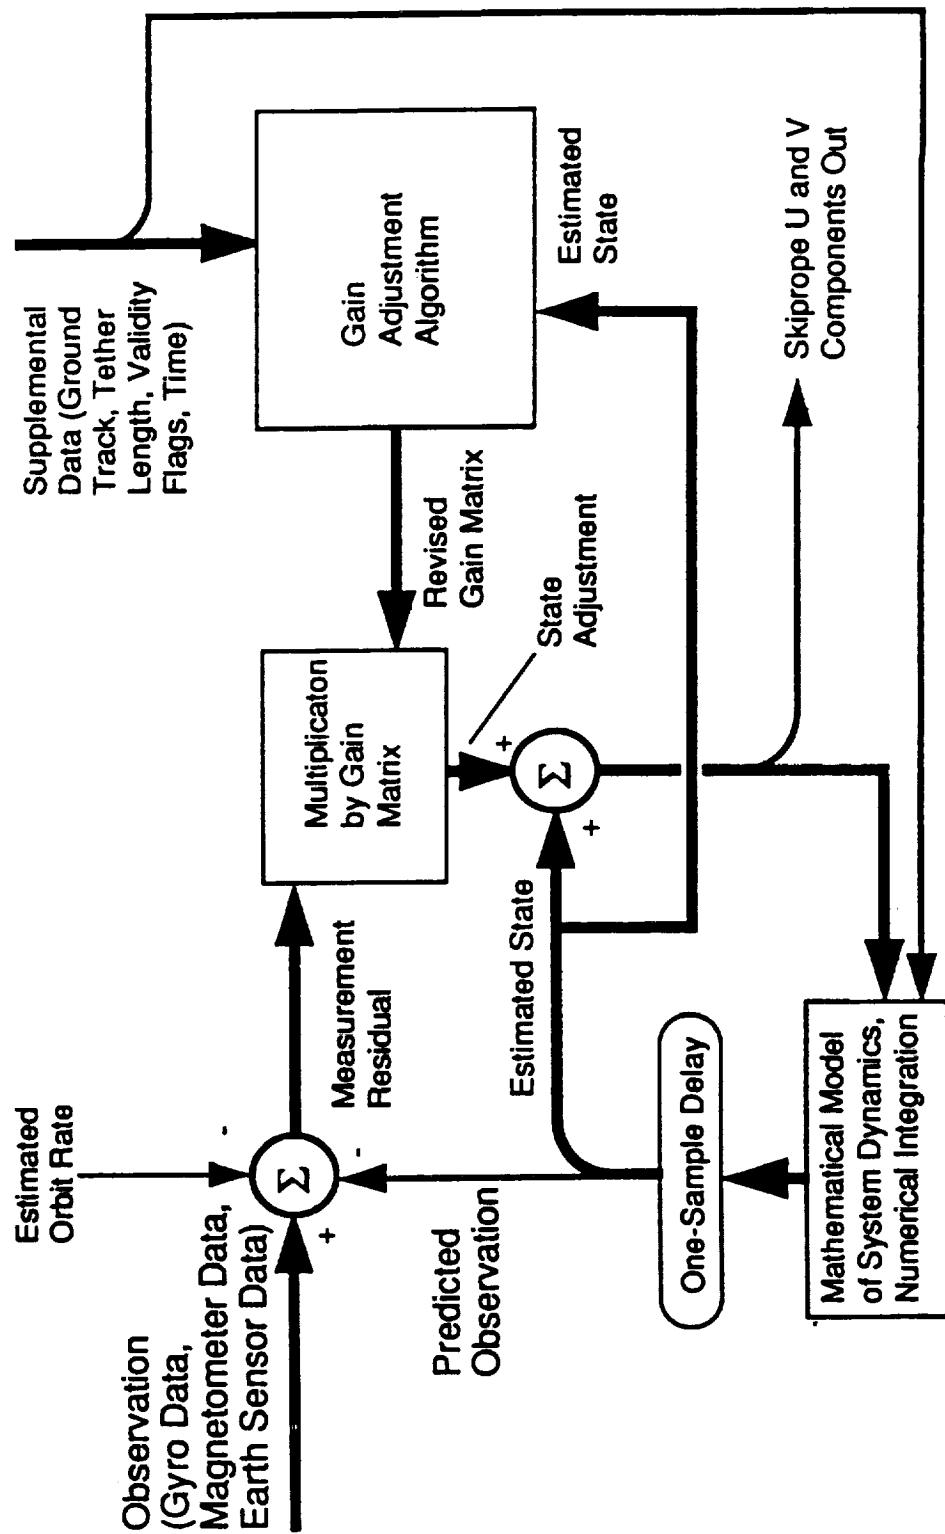 Observation
(Gyro Data,
Magnetometer Data,
Earth Sensor Data)
Estimated
Orbit Rate
Σ
+
-
-
Predicted
Observation
Measurement
Residual
Multiplicaton
by Gain
Matrix
Revised
Gain Matrix
Gain
Adjustment
Algorithm
Supplemental
Data (Ground
Track, Tether
Length, Validity
Flags, Time)
Estimated
State
State
Adjustment
+
Σ
+
Estimated State
One-Sample Delay
Mathematical Model
of System Dynamics,
Numerical Integration
Skiprope U and V
Components Out